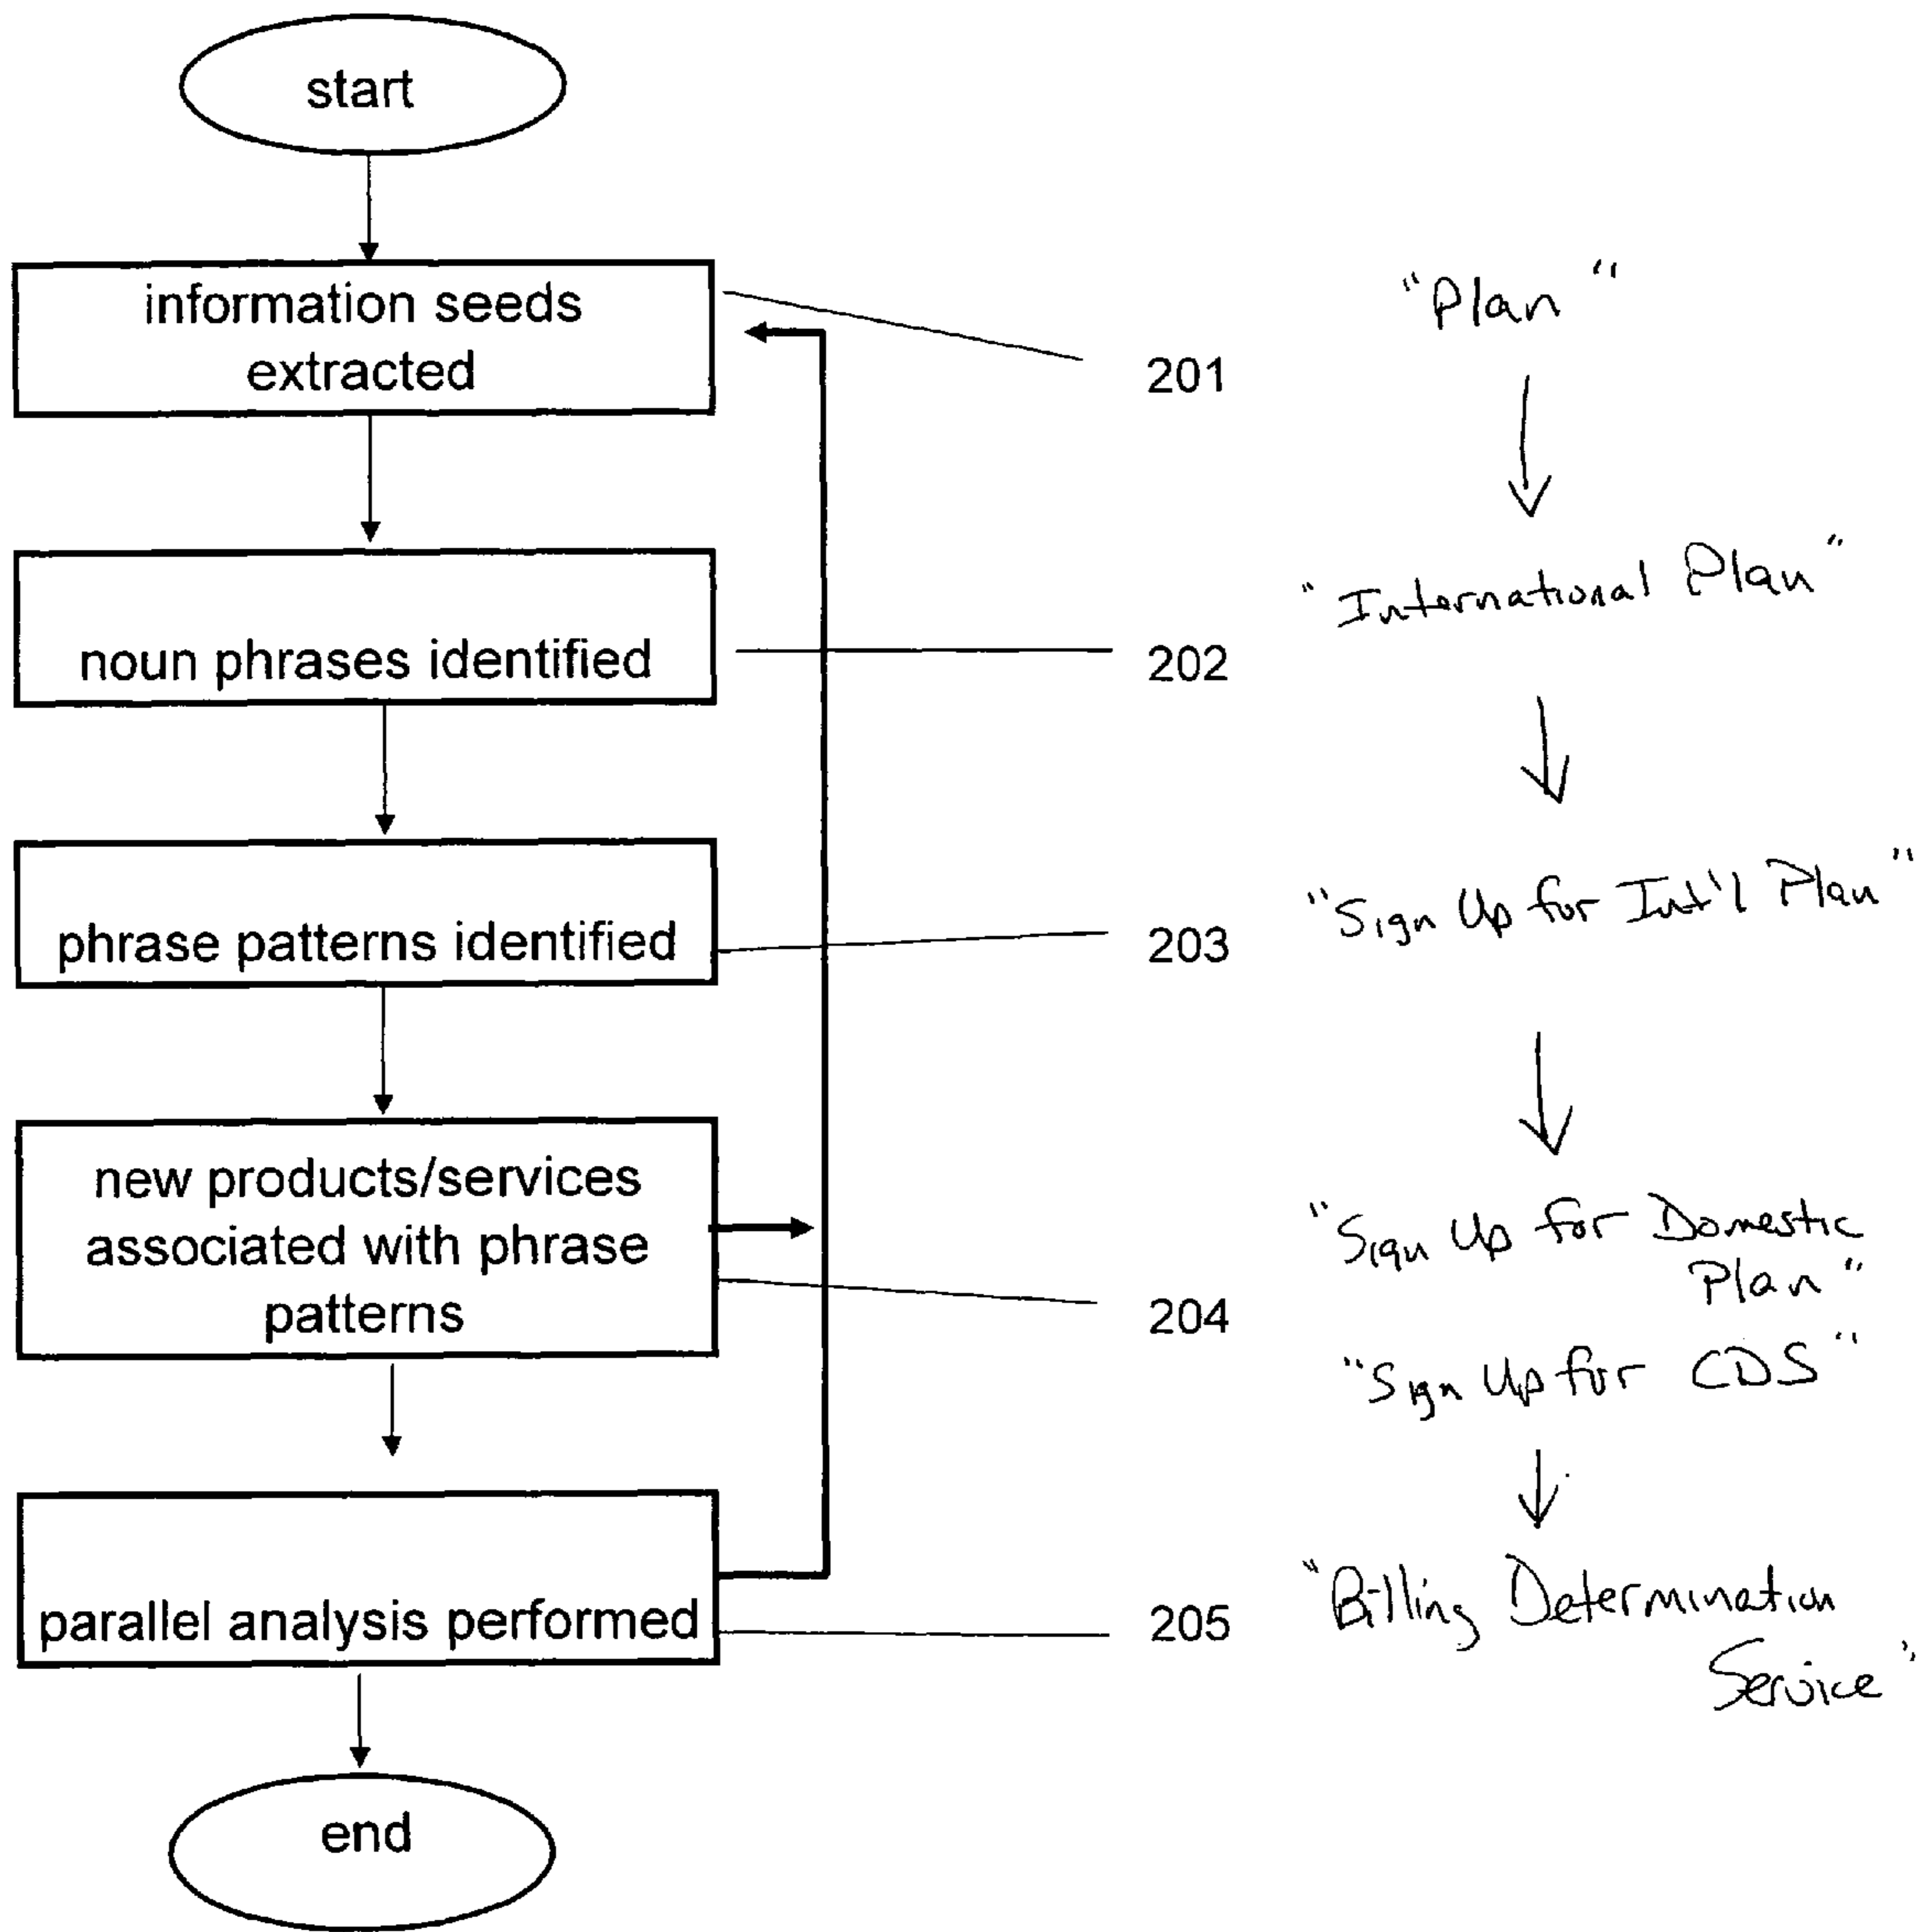 start
information seeds
extracted
201
"Plan"
noun phrases identified
202
"International Plan"
phrase patterns identified
203
"Sign Up for Int'l Plan"
new products/services
associated with phrase
patterns
204
"Sign Up for Domestic
Plan"
"Sign Up for CDS"
parallel analysis performed
205
"Billing Determination
Service"
end